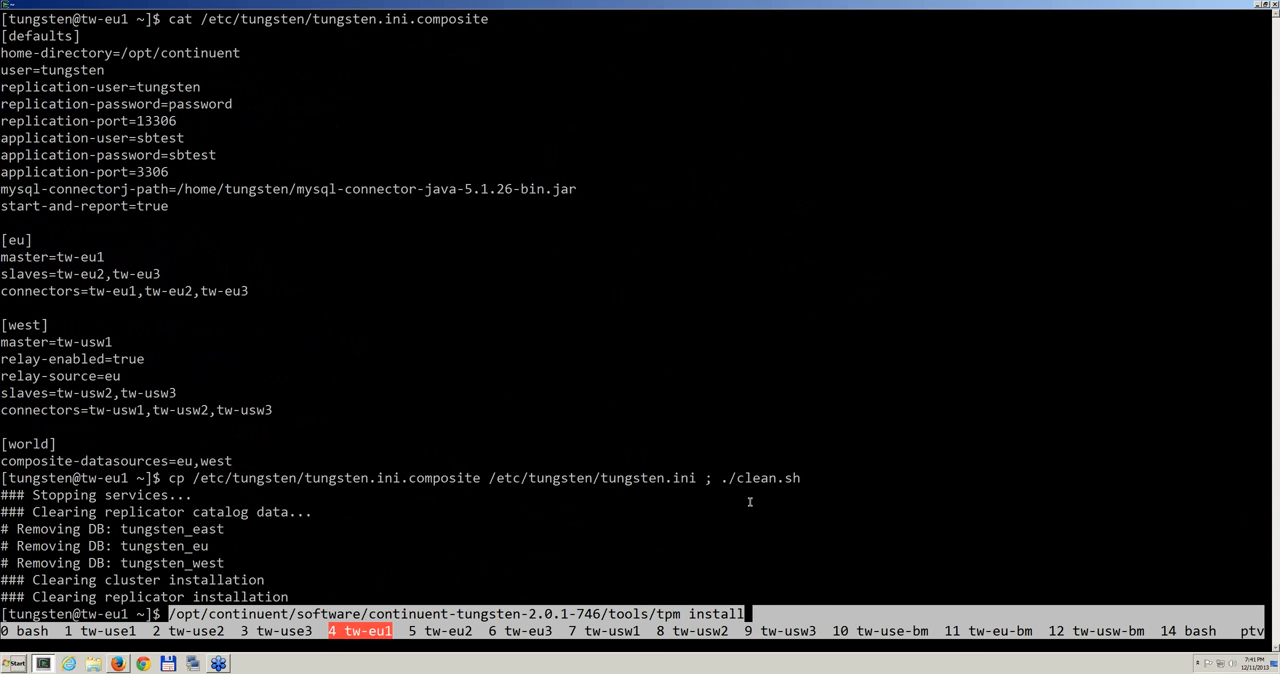 [tungsten@tw-eu1 ~]$ cat /etc/tungsten/tungsten.ini.composite
[defaults]
home-directory=/opt/continuent
user=tungsten
replication-user=tungsten
replication-password=password
replication-port=13306
application-user=sbtest
application-password=sbtest
application-port=3306
mysql-connectorj-path=/home/tungsten/mysql-connector-java-5.1.26-bin.jar
start-and-report=true
[eu]
master=tw-eu1
slaves=tw-eu2,tw-eu3
connectors=tw-eu1,tw-eu2,tw-eu3
[west]
master=tw-usw1
relay-enabled=true
relay-source=eu
slaves=tw-usw2,tw-usw3
connectors=tw-usw1,tw-usw2,tw-usw3
[world]
composite-datasources=eu,west
[tungsten@tw-eu1 ~]$ cp /etc/tungsten/tungsten.ini.composite /etc/tungsten/tungsten.ini ; ./clean.sh
### Stopping services...
### Clearing replicator catalog data...
# Removing DB: tungsten_east
# Removing DB: tungsten_eu
# Removing DB: tungsten_west
### Clearing cluster installation
### Clearing replicator installation
[tungsten@tw-eu1 ~]$ /opt/continuent/software/continuent-tungsten-2.0.1-746/tools/tpm install
0 bash 1 tw-use1 2 tw-use2 3 tw-use3 4 tw-eu1 5 tw-eu2 6 tw-eu3 7 tw-usw1 8 tw-usw2 9 tw-usw3 10 tw-use-bm 11 tw-eu-bm 12 tw-usw-bm 14 bash ptv
Start
7:41 PM
12/11/2013